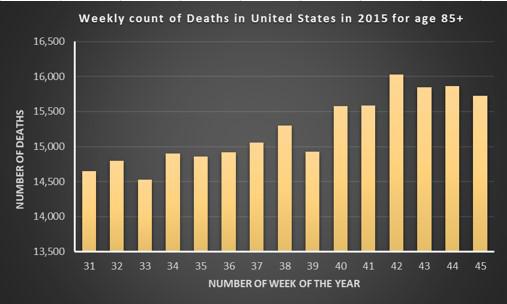 Weekly count of Deaths in United States in 2015 for age 85+
16,500
16,000
15,500
15,000
14,500
14,000
13,500
NUMBER OF DEATHS
31 32 33 34 35 36 37 38 39 40 41 42 43 44 45
NUMBER OF WEEK OF THE YEAR